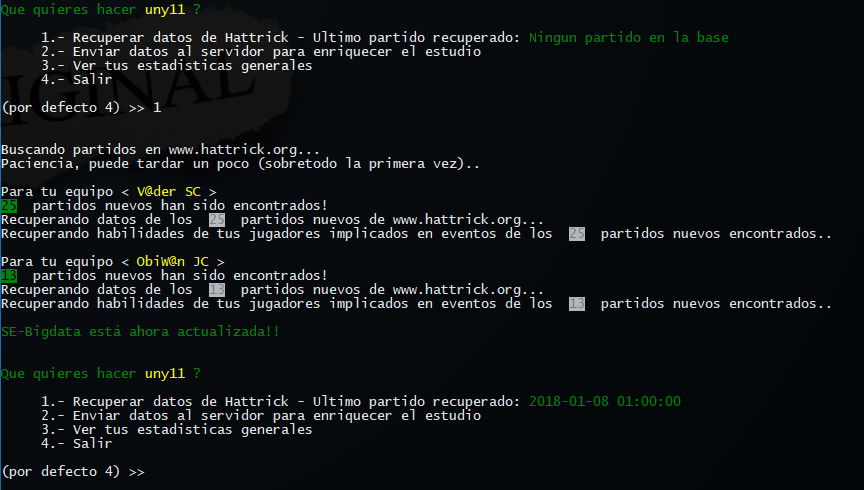 Que quieres hacer uny11 ?
1.- Recuperar datos de Hattrick - Ultimo partido recuperado: Ningun partido en la base
2.- Enviar datos al servidor para enriquecer el estudio
3.- Ver tus estadisticas generales
4.- Salir
(por defecto 4) >> 1
Buscando partidos en www.hattrick.org...
Paciencia, puede tardar un poco (sobretodo la primera vez)..
Para tu equipo < V@der SC >
25 partidos nuevos han sido encontrados!
Recuperando datos de los 25 partidos nuevos de www.hattrick.org...
Recuperando habilidades de tus jugadores implicados en eventos de los 25 partidos nuevos encontrados..
Para tu equipo < ObiW@n JC >
13 partidos nuevos han sido encontrados!
Recuperando datos de los 13 partidos nuevos de www.hattrick.org...
Recuperando habilidades de tus jugadores implicados en eventos de los 13 partidos nuevos encontrados..
SE-Bigdata está ahora actualizada!!
Que quieres hacer uny11 ?
1.- Recuperar datos de Hattrick - Ultimo partido recuperado: 2018-01-08 01:00:00
2.- Enviar datos al servidor para enriquecer el estudio
3.- Ver tus estadisticas generales
4.- Salir
(por defecto 4) >>